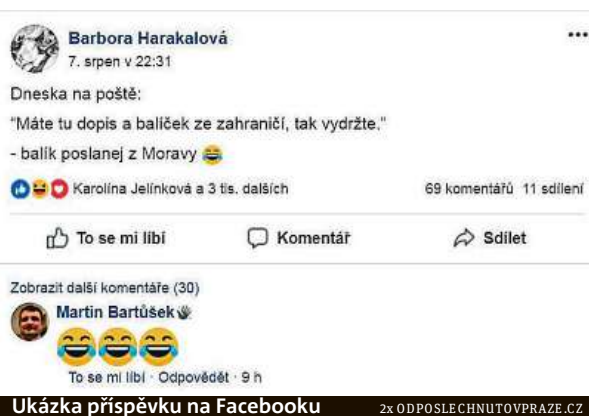 Barbora Harakalová
7. srpen v 22:31
Dneska na poště:
"Máte tu dopis a balíček ze zahraničí, tak vydržte."
- balík poslanej z Moravy 😂
Karolína Jelínková a 3 tis. dalších 69 komentářů 11 sdílení
To se mi líbí Komentář Sdílet
Zobrazit další komentáře (30)
Martin Bartůšek
😂😂😂
To se mi líbí · Odpovědět · 9 h
Ukázka příspěvku na Facebooku 2x ODPOSLECHNUTOVPRAZE.CZ